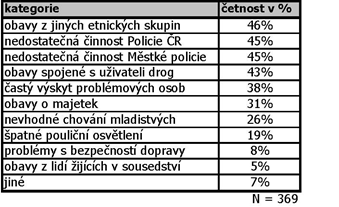 kategorie četnost v %
obavy z jiných etnických skupin 46%
nedostatečná činnost Policie ČR 45%
nedostatečná činnost Městké policie 45%
obavy spojené s uživateli drog 43%
častý výskyt problémových osob 38%
obavy o majetek 31%
nevhodné chování mladistvých 26%
špatné pouliční osvětlení 19%
problémy s bezpečností dopravy 8%
obavy z lidí žijících v sousedství 5%
jiné 7%
N = 369